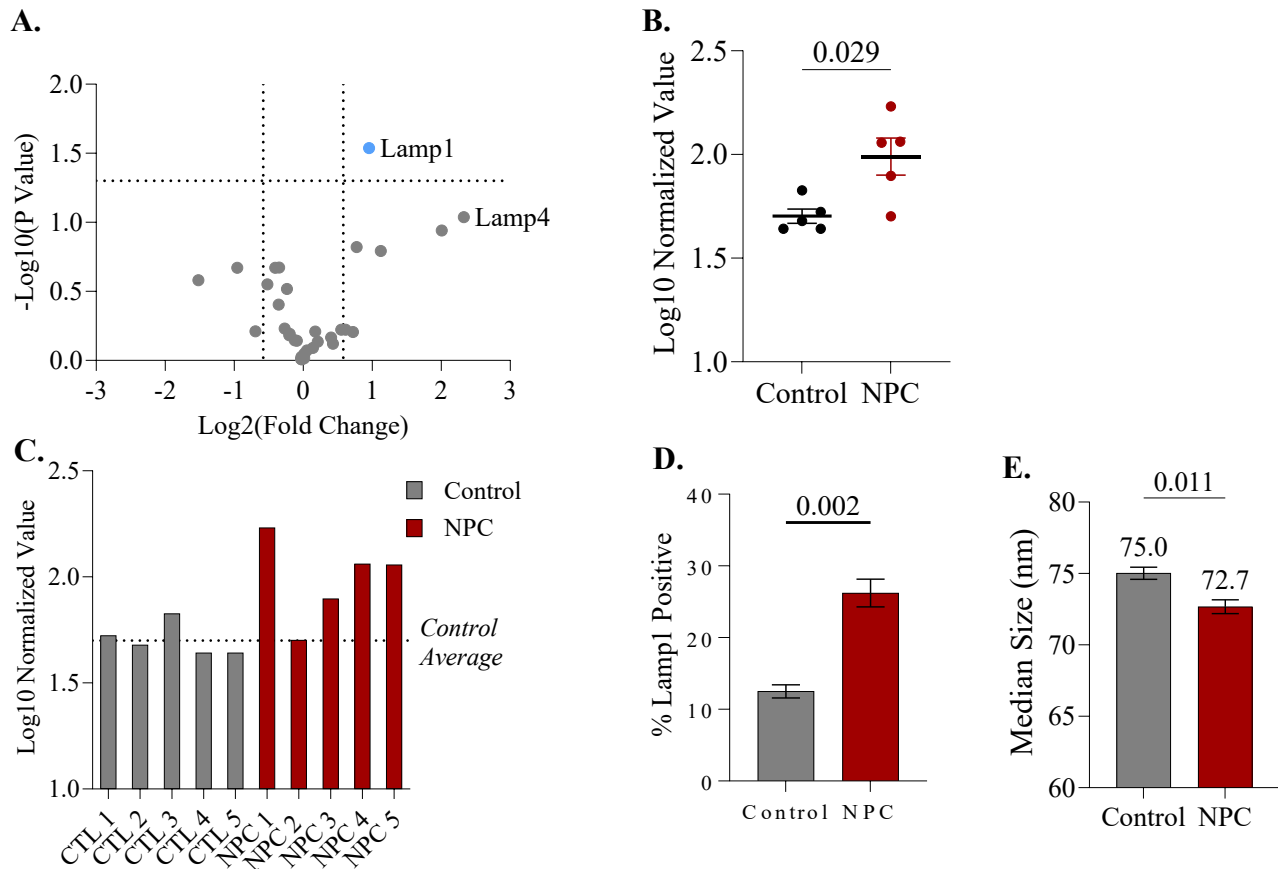 A.
-Log10(P Value)
2.0
1.5
1.0
0.5
0.0
Lamp1
Lamp4
-3 -2 -1 0 1 2 3
Log2(Fold Change)
B.
Log10 Normalized Value
2.5
2.0
1.5
1.0
0.029
Control NPC
C.
Log10 Normalized Value
2.5
2.0
1.5
1.0
Control
NPC
Control
Average
CTL 1
CTL 2
CTL 3
CTL 4
CTL 5
NPC 1
NPC 2
NPC 3
NPC 4
NPC 5
D.
% Lamp1 Positive
40
30
20
10
0
0.002
Control NPC
E.
Median Size (nm)
80
75
70
65
60
0.011
75.0
72.7
Control NPC